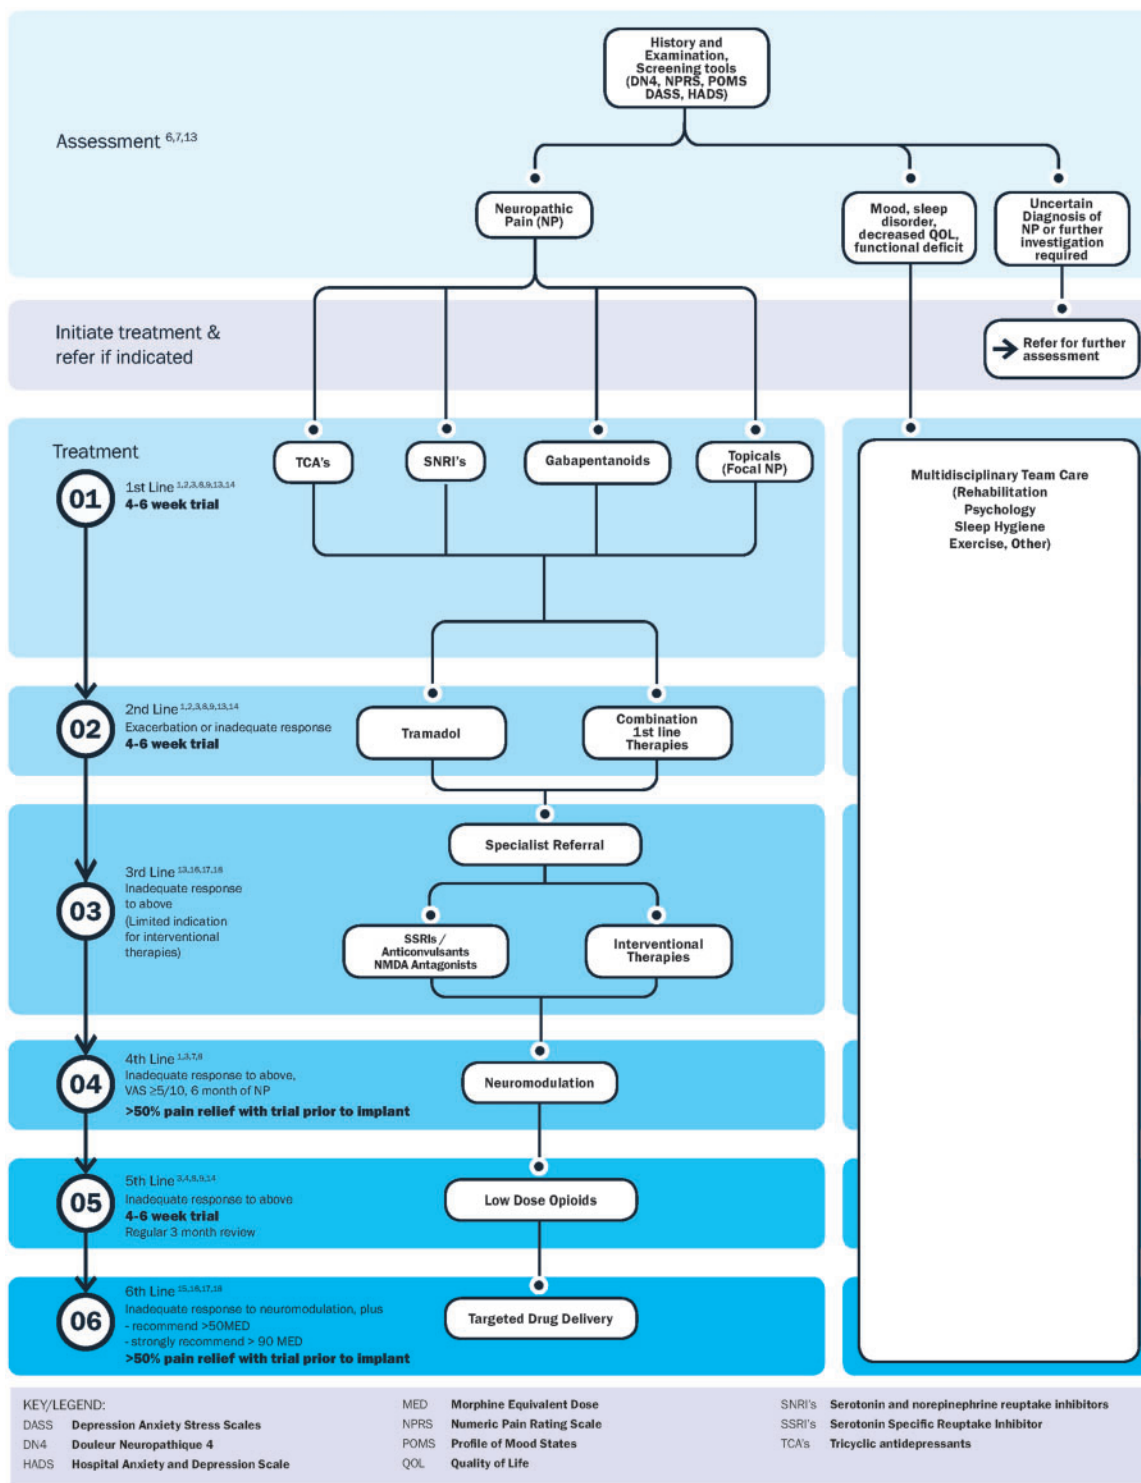 History and
Examination,
Screening tools
(DN4, NPRS, POMS
DASS, HADS)
Assessment 6,7,13
Neuropathic
Pain (NP)
Mood, sleep
disorder,
decreased QOL,
functional deficit
Uncertain
Diagnosis of
NP or further
investigation
required
Initiate treatment &
refer if indicated
Refer for further
assessment
Treatment
01
1st Line 1,2,3,8,9,13,14
4-6 week trial
TCA's
SNRI's
Gabapentanoids
Topicals
(Focal NP)
Multidisciplinary Team Care
(Rehabilitation
Psychology
Sleep Hygiene
Exercise, Other)
02
2nd Line 1,2,3,8,9,13,14
Exacerbation or inadequate response
4-6 week trial
Tramadol
Combination
1st line
Therapies
Specialist Referral
03
3rd Line 13,16,17,18
Inadequate response
to above
(Limited indication
for interventional
therapies)
SSRIs /
Anticonvulsants
NMDA Antagonists
Interventional
Therapies
04
4th Line 1,3,7,8
Inadequate response to above,
VAS ≥5/10, 6 month of NP
>50% pain relief with trial prior to implant
Neuromodulation
05
5th Line 3,4,8,9,14
Inadequate response to above
4-6 week trial
Regular 3 month review
Low Dose Opioids
06
6th Line 15,16,17,18
Inadequate response to neuromodulation, plus
- recommend >50MED
- strongly recommend > 90 MED
>50% pain relief with trial prior to implant
Targeted Drug Delivery
KEY/LEGEND:
DASS Depression Anxiety Stress Scales
DN4 Douleur Neuropathique 4
HADS Hospital Anxiety and Depression Scale
MED Morphine Equivalent Dose
NPRS Numeric Pain Rating Scale
POMS Profile of Mood States
QOL Quality of Life
SNRI's Serotonin and norepinephrine reuptake inhibitors
SSRI's Serotonin Specific Reuptake Inhibitor
TCA's Tricyclic antidepressants